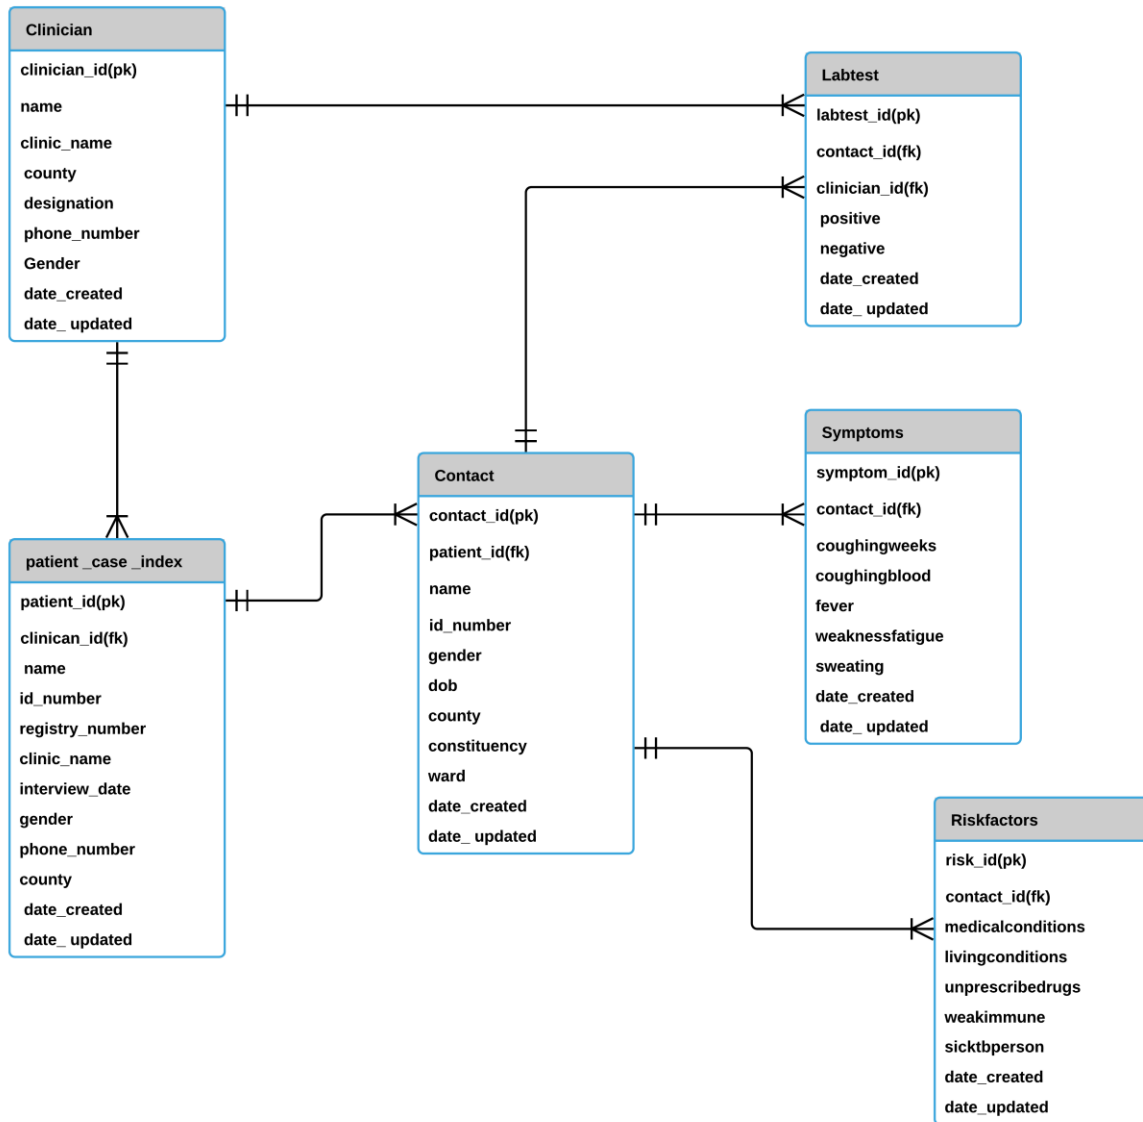 Clinician
clinician_id(pk)
name
clinic_name
county
designation
phone_number
Gender
date_created
date_ updated
Labtest
labtest_id(pk)
contact_id(fk)
clinician_id(fk)
positive
negative
date_created
date_ updated
patient _case _index
patient_id(pk)
clinican_id(fk)
name
id_number
registry_number
clinic_name
interview_date
gender
phone_number
county
date_created
date_ updated
Contact
contact_id(pk)
patient_id(fk)
name
id_number
gender
dob
county
constituency
ward
date_created
date_ updated
Symptoms
symptom_id(pk)
contact_id(fk)
coughingweeks
coughingblood
fever
weaknessfatigue
sweating
date_created
date_ updated
Riskfactors
risk_id(pk)
contact_id(fk)
medicalconditions
livingconditions
unprescribedrugs
weakimmune
sicktbperson
date_created
date_updated